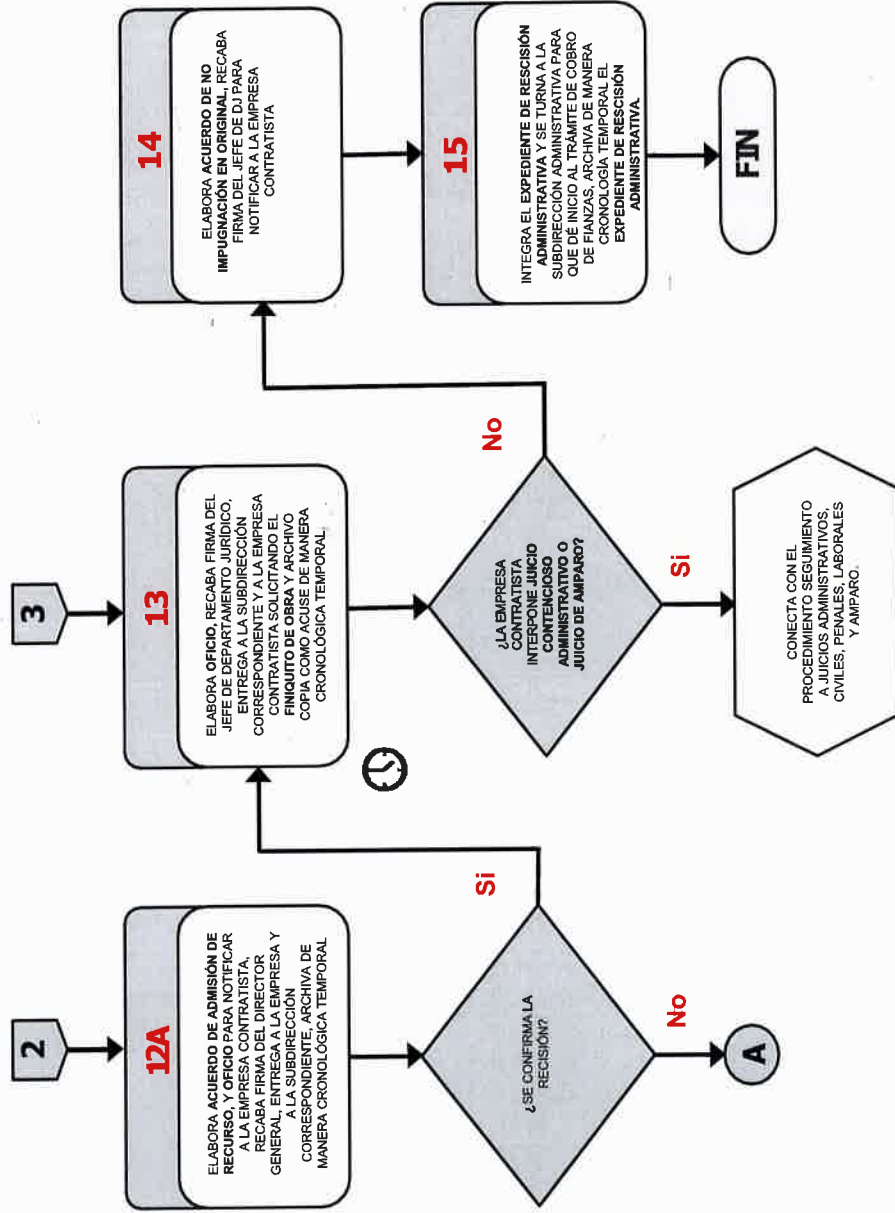 2
12A
ELABORA ACUERDO DE ADMISIÓN DE
RECURSO, Y OFICIO PARA NOTIFICAR
A LA EMPRESA CONTRATISTA,
RECABA FIRMA DEL DIRECTOR
GENERAL, ENTREGA A LA EMPRESA Y
A LA SUBDIRECCIÓN
CORRESPONDIENTE, ARCHIVA DE
MANERA CRONOLÓGICA TEMPORAL
¿SE CONFIRMA LA
RECISIÓN?
Si
No
A
3
13
ELABORA OFICIO, RECABA FIRMA DEL
JEFE DE DEPARTAMENTO JURÍDICO,
ENTREGA A LA SUBDIRECCIÓN
CORRESPONDIENTE Y A LA EMPRESA
CONTRATISTA SOLICITANDO EL
FINIQUITO DE OBRA Y ARCHIVO
COPIA COMO ACUSE DE MANERA
CRONOLÓGICA TEMPORAL,
¿LA EMPRESA
CONTRATISTA
INTERPONE JUICIO
CONTENCIOSO
ADMINISTRATIVO O
JUICIO DE AMPARO?
No
Si
CONECTA CON EL
PROCEDIMIENTO SEGUIMIENTO
A JUICIOS ADMINISTRATIVOS,
CIVILES, PENALES, LABORALES
Y AMPARO.
14
ELABORA ACUERDO DE NO
IMPUGNACIÓN EN ORIGINAL, RECABA
FIRMA DEL JEFE DE DJ PARA
NOTIFICAR A LA EMPRESA
CONTRATISTA
15
INTEGRA EL EXPEDIENTE DE RESCISIÓN
ADMINISTRATIVA Y SE TURNA A LA
SUBDIRECCIÓN ADMINISTRATIVA PARA
QUE DÉ INICIO AL TRÁMITE DE COBRO
DE FIANZAS, ARCHIVA DE MANERA
CRONOLOGÍA TEMPORAL EL
EXPEDIENTE DE RESCISIÓN
ADMINISTRATIVA.
FIN